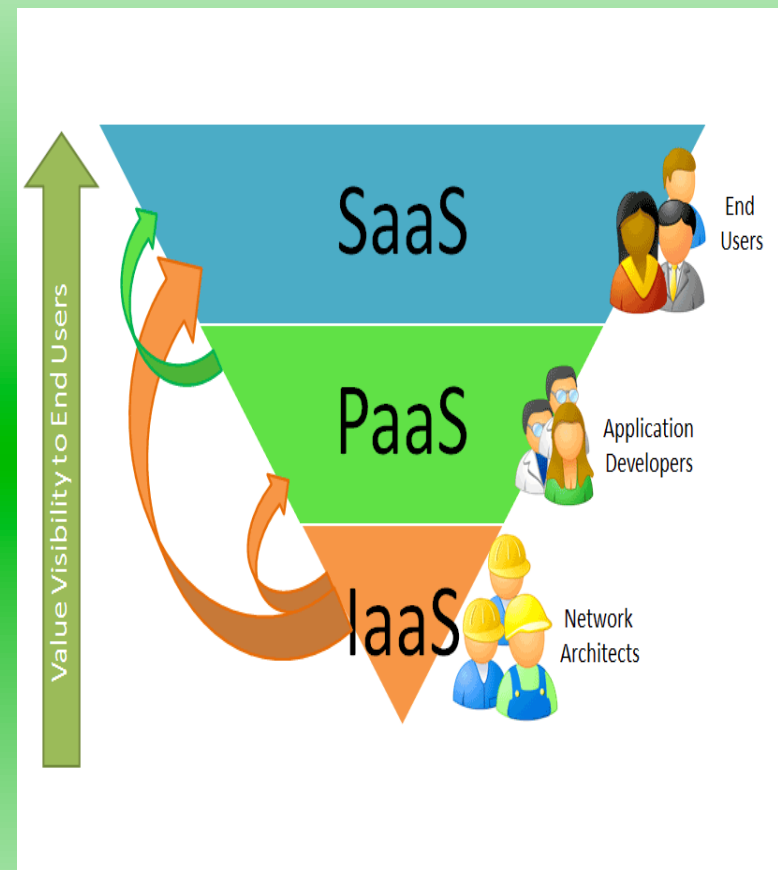 Value Visibility to End Users
SaaS
End
Users
PaaS
Application
Developers
IaaS
Network
Architects